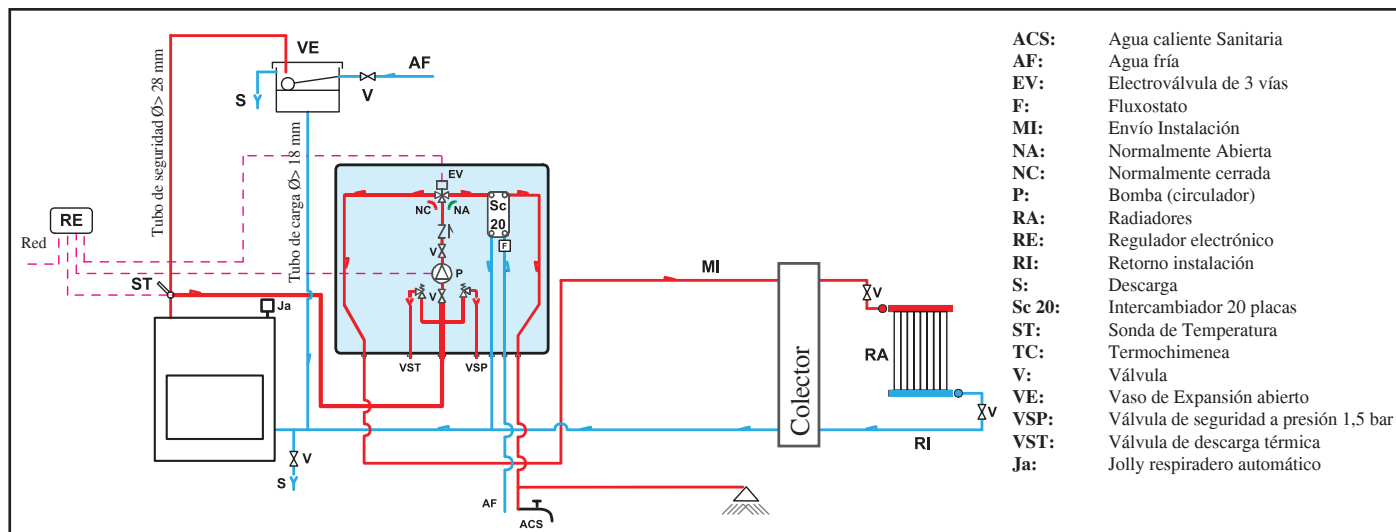 VE
AF
S
V
Tubo de seguridad Ø> 28 mm
Tubo de carga Ø> 18 mm
RE
Red
ST
Ja
EV
NC
NA
Sc
20
F
V
P
V
VST
VSP
MI
Colector
V
RA
V
RI
V
S
AF
ACS
ACS: Agua caliente Sanitaria
AF: Agua fría
EV: Electroválvula de 3 vías
F: Fluxostato
MI: Envío Instalación
NA: Normalmente Abierta
NC: Normalmente cerrada
P: Bomba (circulador)
RA: Radiadores
RE: Regulador electrónico
RI: Retorno instalación
S: Descarga
Sc 20: Intercambiador 20 placas
ST: Sonda de Temperatura
TC: Termochimenea
V: Válvula
VE: Vaso de Expansión abierto
VSP: Válvula de seguridad a presión 1,5 bar
VST: Válvula de descarga térmica
Ja: Jolly respiradero automático